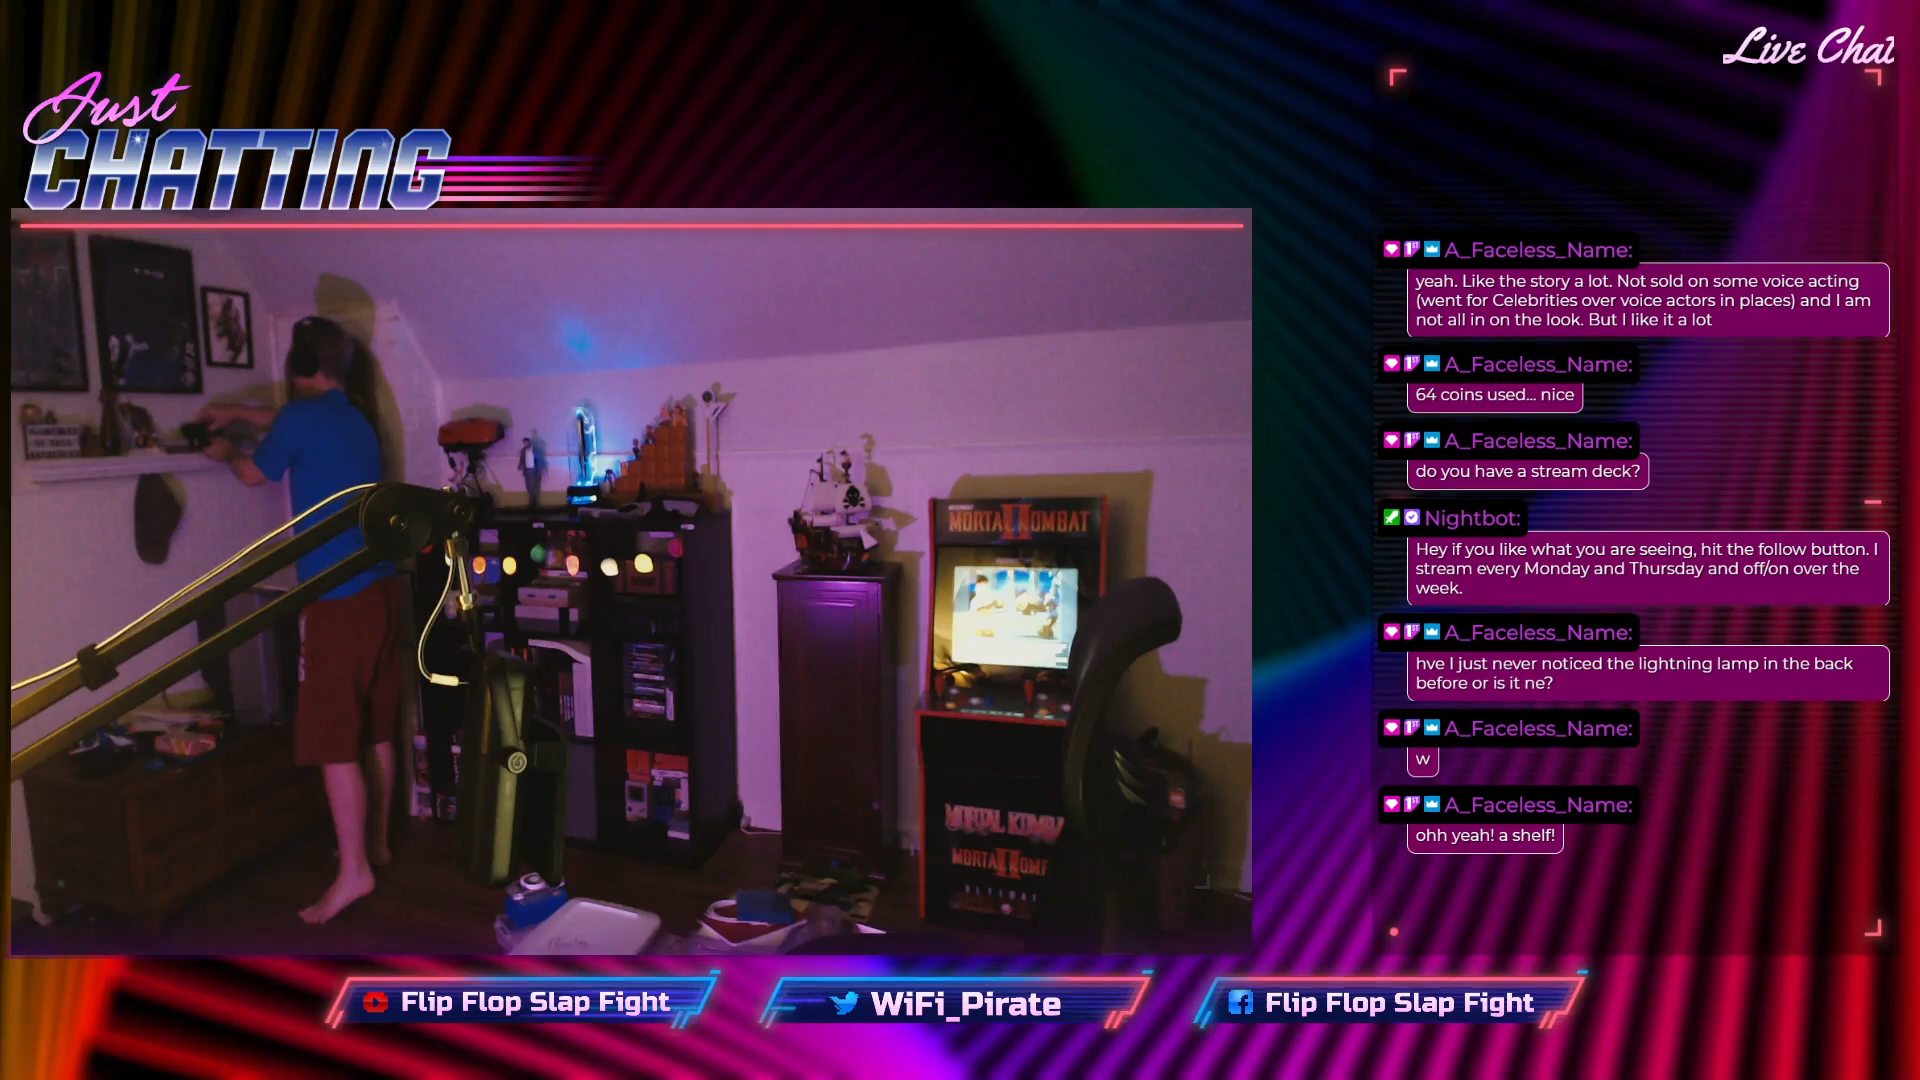 Live Chat
Just
CHATTING
A_Faceless_Name:
yeah. Like the story a lot. Not sold on some voice acting
(went for Celebrities over voice actors in places) and I am
not all in on the look. But I like it a lot
A_Faceless_Name:
64 coins used... nice
A_Faceless_Name:
do you have a stream deck?
Nightbot:
Hey if you like what you are seeing, hit the follow button. I
stream every Monday and Thursday and off/on over the
week.
A_Faceless_Name:
hve I just never noticed the lightning lamp in the back
before or is it ne?
A_Faceless_Name:
w
A_Faceless_Name:
ohh yeah! a shelf!
MORTAL KOMBAT
II
MORTAL KOMBAT
Flip Flop Slap Fight
WiFi_Pirate
Flip Flop Slap Fight